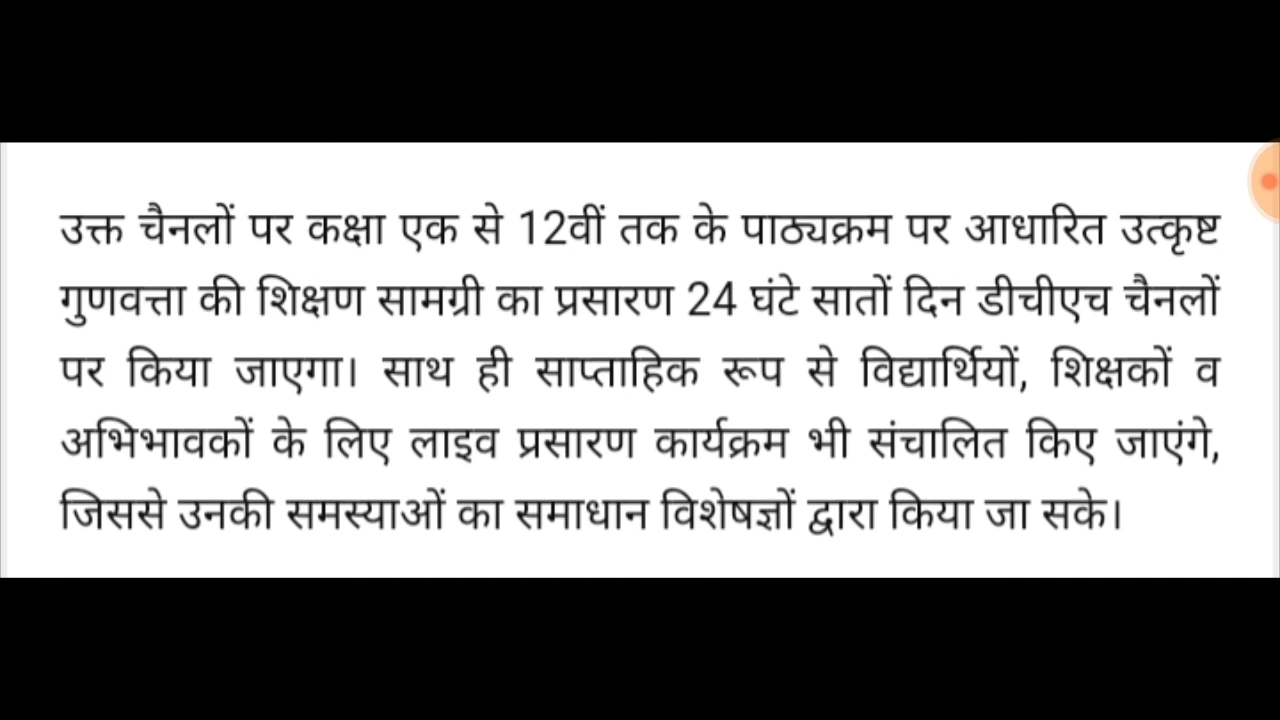 उक्त चैनलों पर कक्षा एक से 12वीं तक के पाठ्यक्रम पर आधारित उत्कृष्ट
गुणवत्ता की शिक्षण सामग्री का प्रसारण 24 घंटे सातों दिन डीचीएच चैनलों
पर किया जाएगा। साथ ही साप्ताहिक रूप से विद्यार्थियों, शिक्षकों व
अभिभावकों के लिए लाइव प्रसारण कार्यक्रम भी संचालित किए जाएंगे,
जिससे उनकी समस्याओं का समाधान विशेषज्ञों द्वारा किया जा सके।